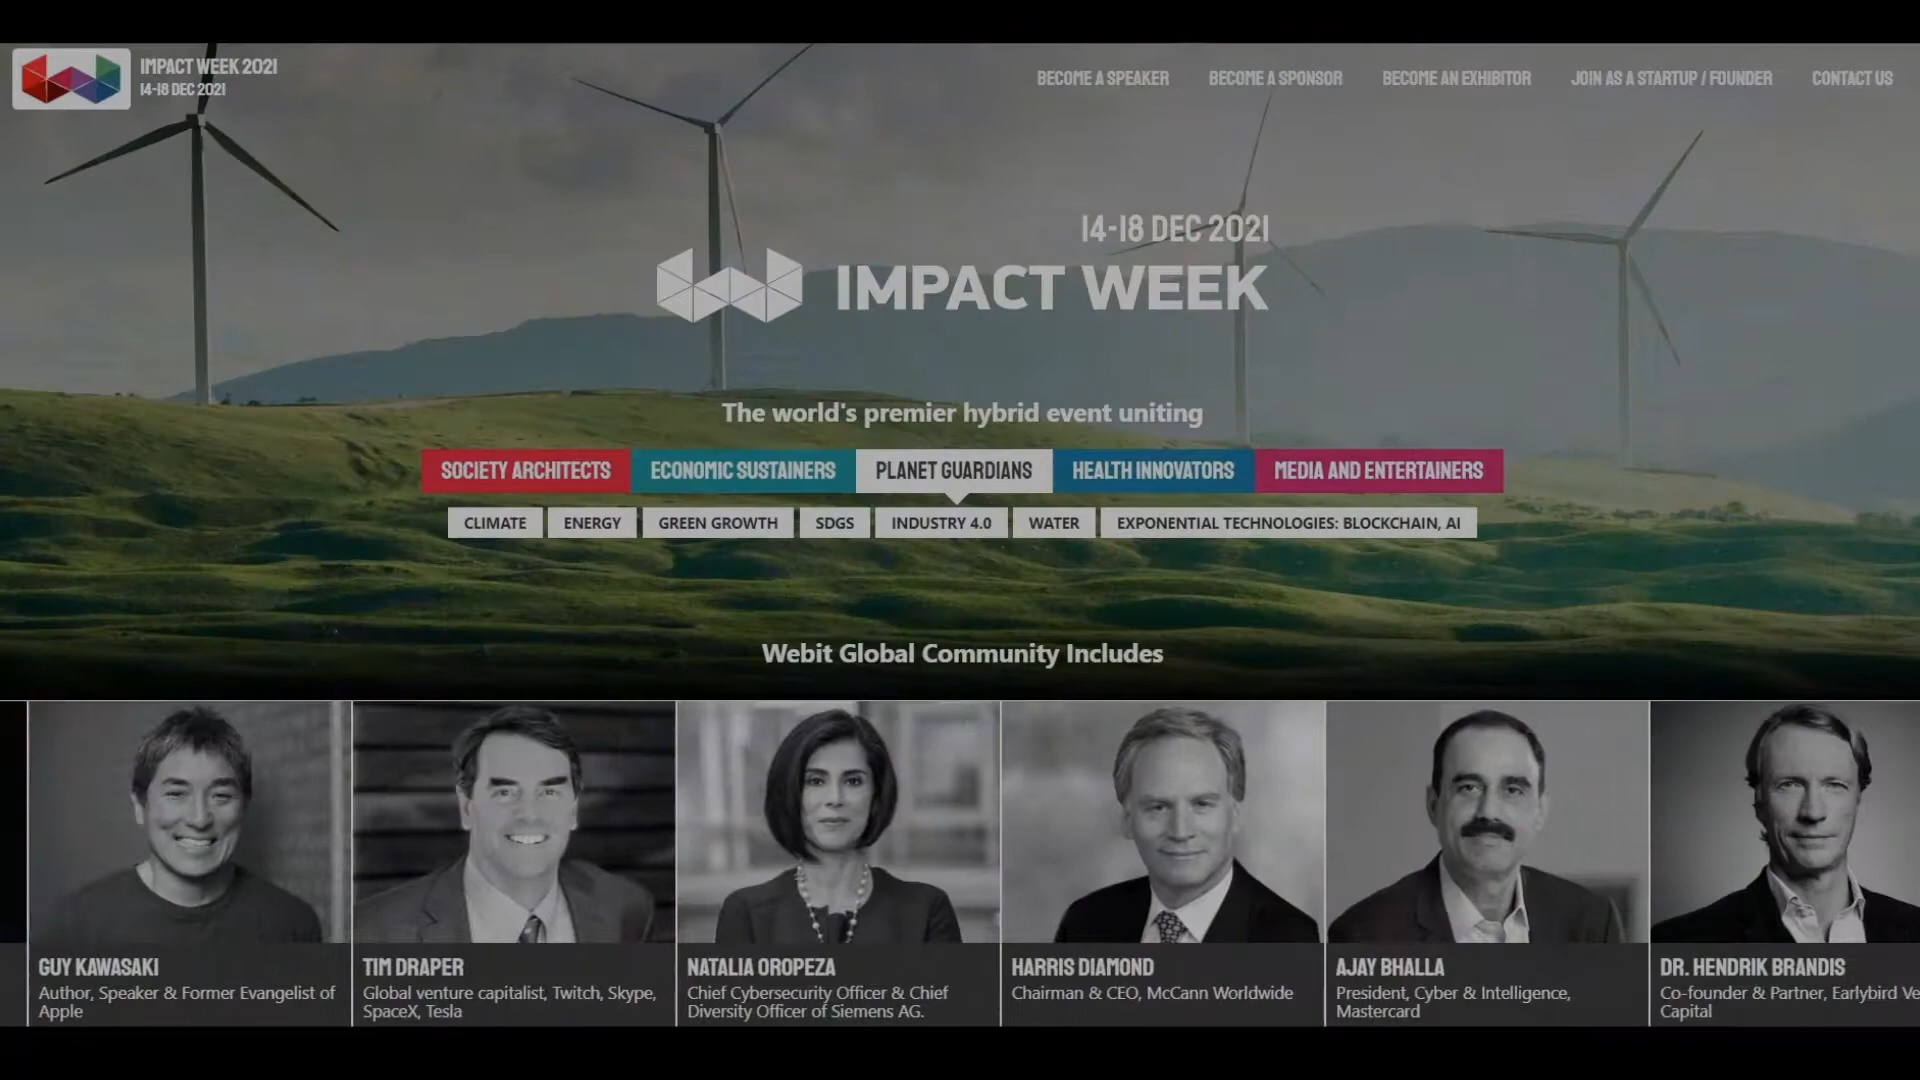 IMPACT WEEK 2021
14-18 DEC 2021
BECOME A SPEAKER
BECOME A SPONSOR
BECOME AN EXHIBITOR
JOIN AS A STARTUP / FOUNDER
CONTACT US
14-18 DEC 2021
IMPACT WEEK
The world's premier hybrid event uniting
SOCIETY ARCHITECTS
ECONOMIC SUSTAINERS
PLANET GUARDIANS
HEALTH INNOVATORS
MEDIA AND ENTERTAINERS
CLIMATE
ENERGY
GREEN GROWTH
SDGS
INDUSTRY 4.0
WATER
EXPONENTIAL TECHNOLOGIES: BLOCKCHAIN, AI
Webit Global Community Includes
GUY KAWASAKI
Author, Speaker & Former Evangelist of
Apple
TIM DRAPER
Global venture capitalist, Twitch, Skype,
SpaceX, Tesla
NATALIA OROPEZA
Chief Cybersecurity Officer & Chief
Diversity Officer of Siemens AG.
HARRIS DIAMOND
Chairman & CEO, McCann Worldwide
AJAY BHALLA
President, Cyber & Intelligence,
Mastercard
DR. HENDRIK BRANDIS
Co-founder & Partner, Earlybird Ve
Capital